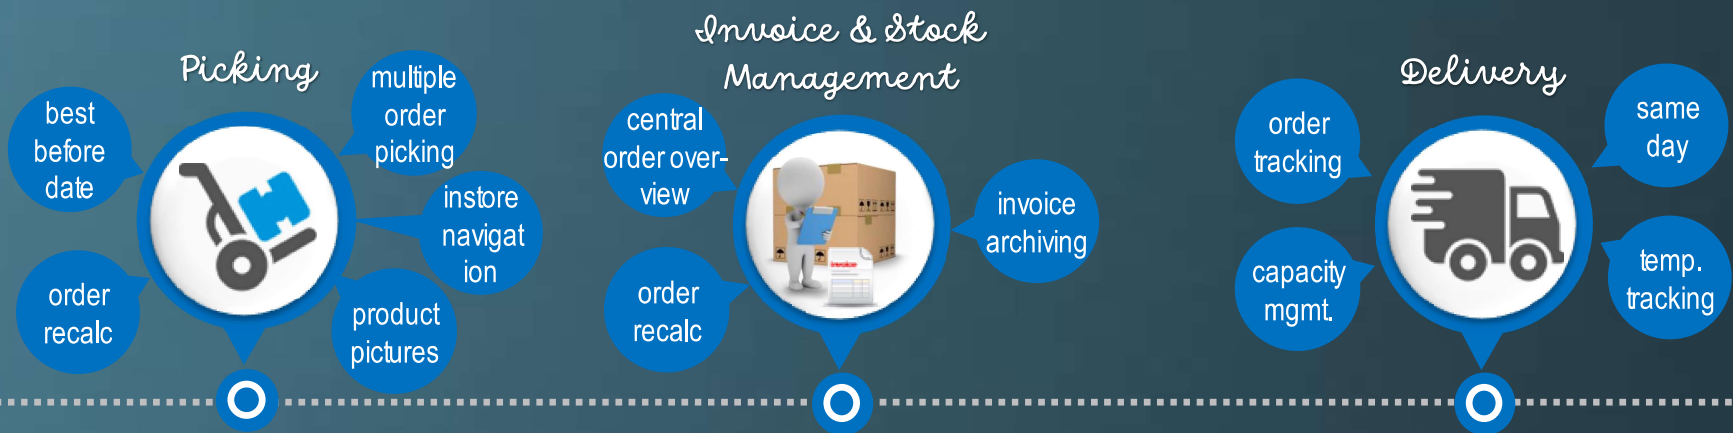 Picking
best
before
date
multiple
order
picking
instore
navigat
ion
order
recalc
product
pictures
Invoice & Stock
Management
central
order over-
view
invoice
archiving
order
recalc
invoice
Delivery
order
tracking
same
day
capacity
mgmt.
temp.
tracking